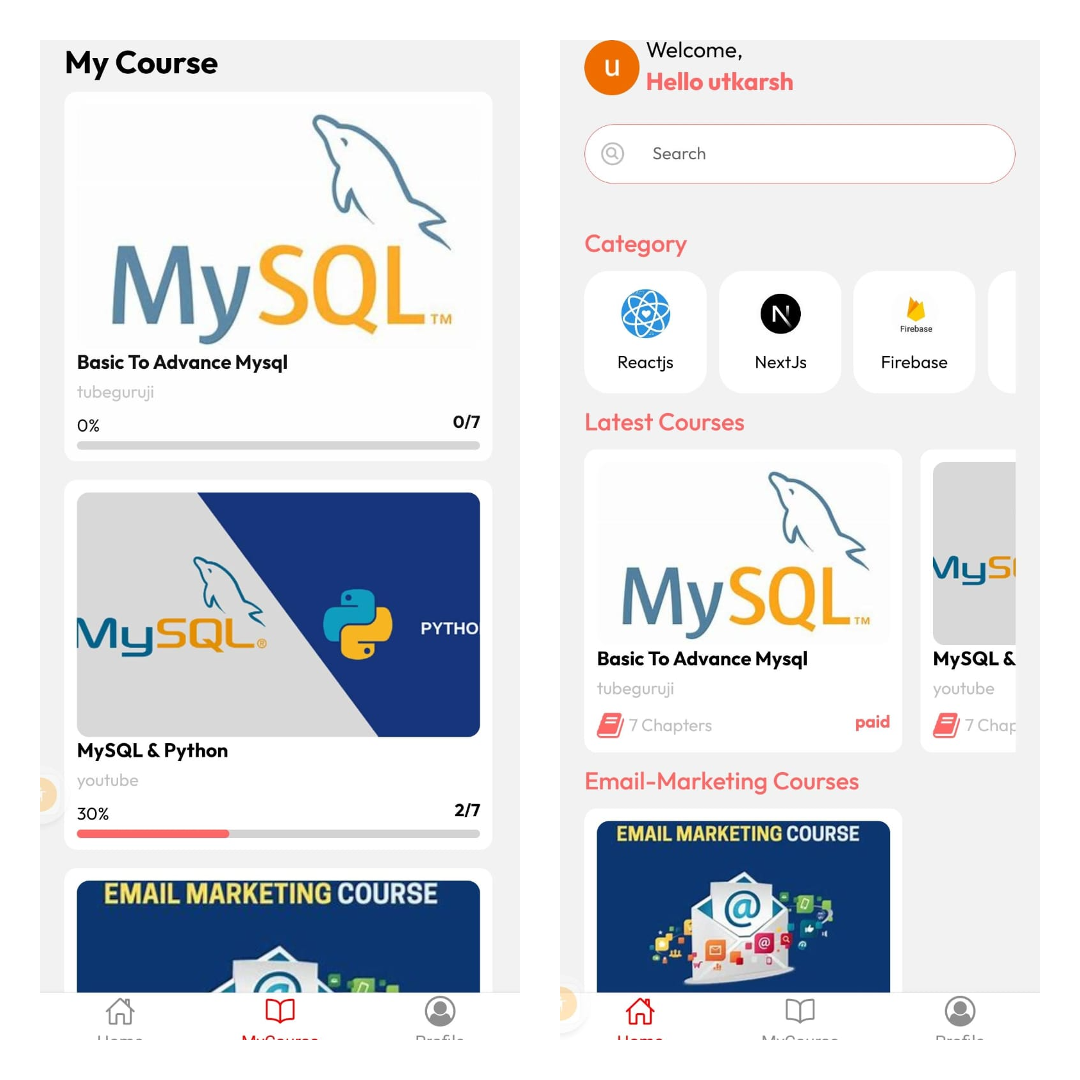 My Course
MySQL™
Basic To Advance Mysql
tubeguruji
0%
0/7
MySQL®
PYTHO
MySQL & Python
youtube
30%
2/7
EMAIL MARKETING COURSE
@
Home
MyCourse
Profile
u
Welcome,
Hello utkarsh
Search
Category
N
Firebase
Reactjs
NextJs
Firebase
Latest Courses
MySQL™
MyS
Basic To Advance Mysql
MySQL &
tubeguruji
youtube
7 Chapters
paid
7 Chap
Email-Marketing Courses
EMAIL MARKETING COURSE
@
@
Home
MyCourse
Profile